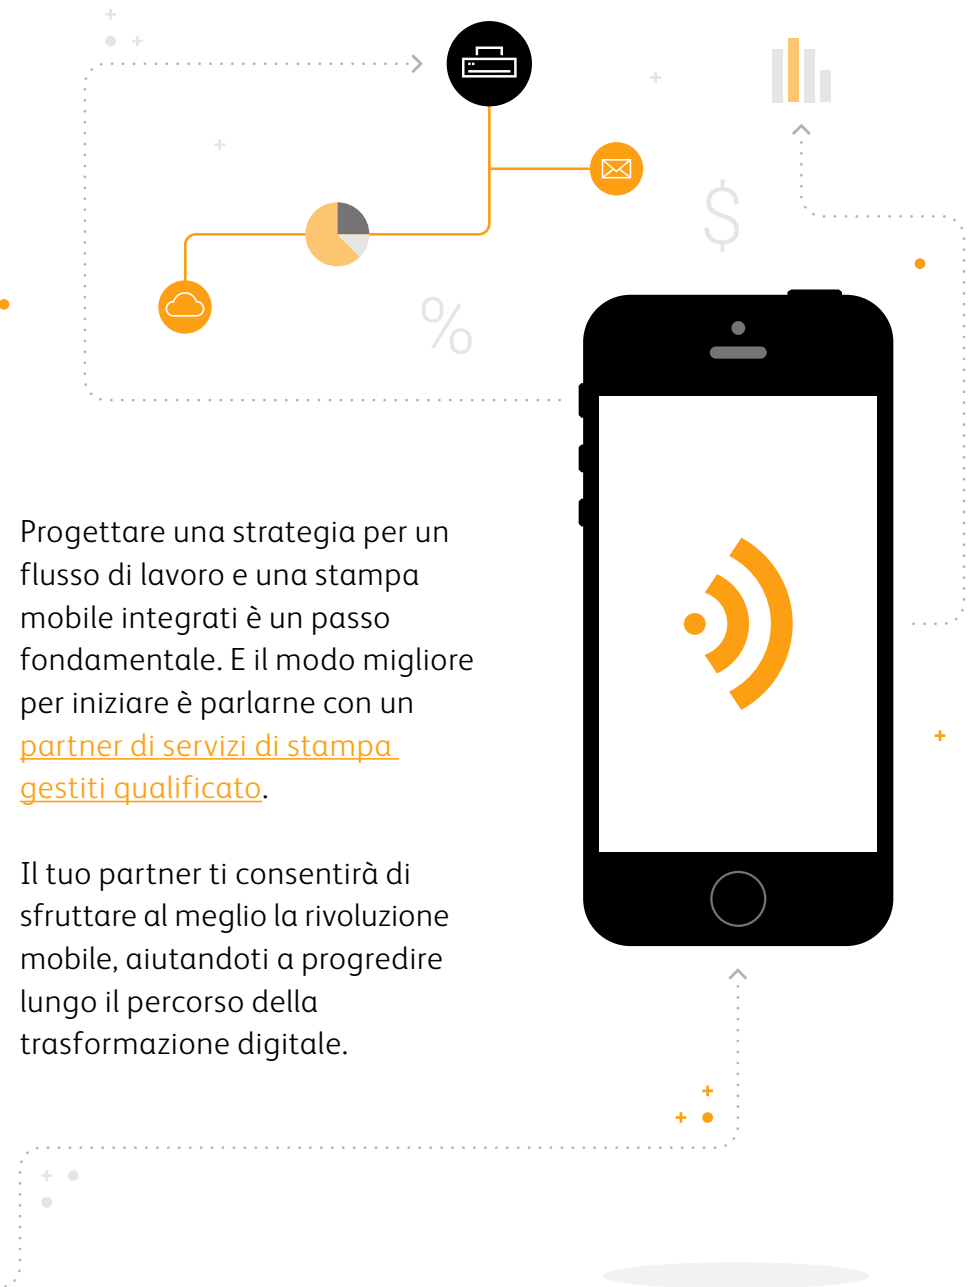 %
$
Progettare una strategia per un
flusso di lavoro e una stampa
mobile integrati è un passo
fondamentale. E il modo migliore
per iniziare è parlarne con un
partner di servizi di stampa
gestiti qualificato.
Il tuo partner ti consentirà di
sfruttare al meglio la rivoluzione
mobile, aiutandoti a progredire
lungo il percorso della
trasformazione digitale.